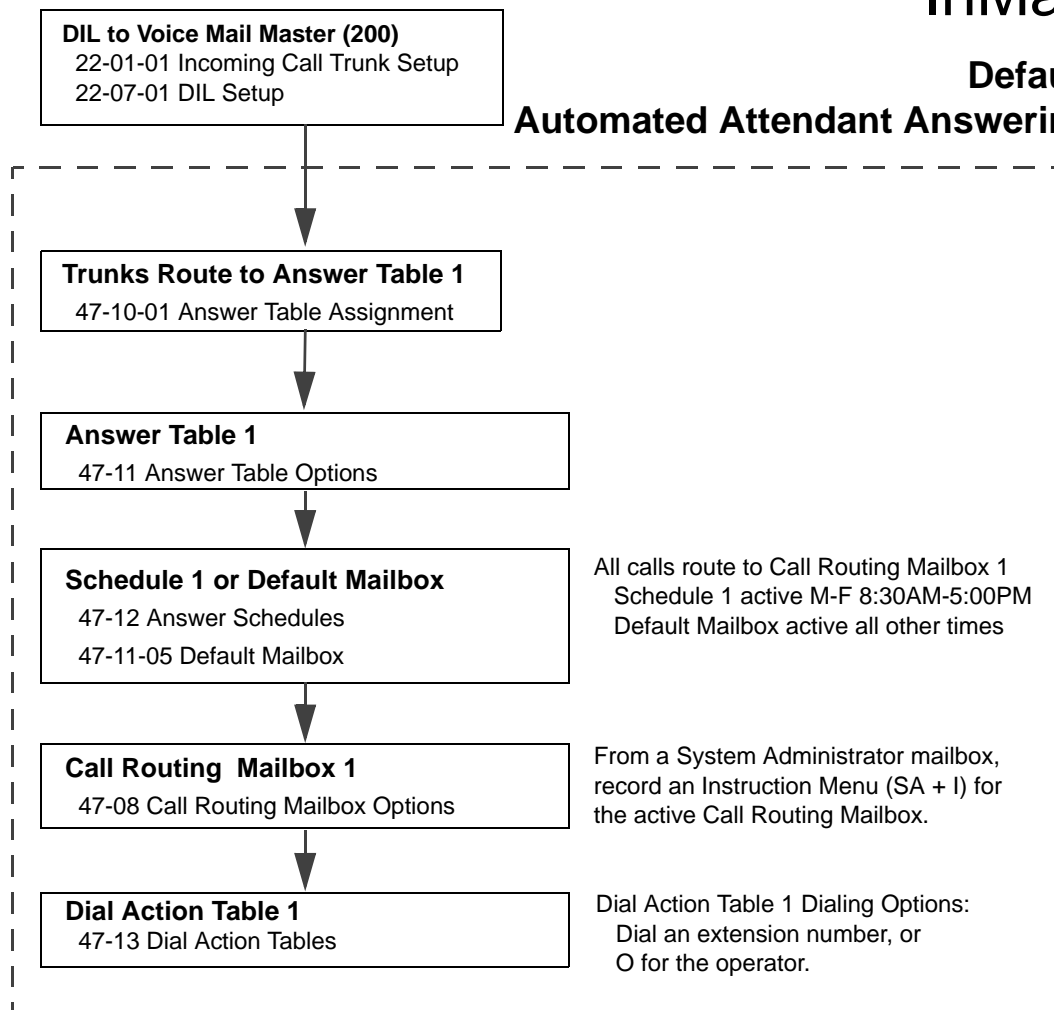 DIL to Voice Mail Master (200)
22-01-01 Incoming Call Trunk Setup
22-07-01 DIL Setup
Automated Attendant
Trunks Route to Answer Table 1
47-10-01 Answer Table Assignment
Answer Table 1
47-11 Answer Table Options
Schedule 1 or Default Mailbox
47-12 Answer Schedules
47-11-05 Default Mailbox
All calls route to Call Routing Mailbox 1
Schedule 1 active M-F 8:30AM-5:00PM
Default Mailbox active all other times
Call Routing Mailbox 1
47-08 Call Routing Mailbox Options
From a System Administrator mailbox,
record an Instruction Menu (SA + I) for
the active Call Routing Mailbox.
Dial Action Table 1
47-13 Dial Action Tables
Dial Action Table 1 Dialing Options:
Dial an extension number, or
O for the operator.